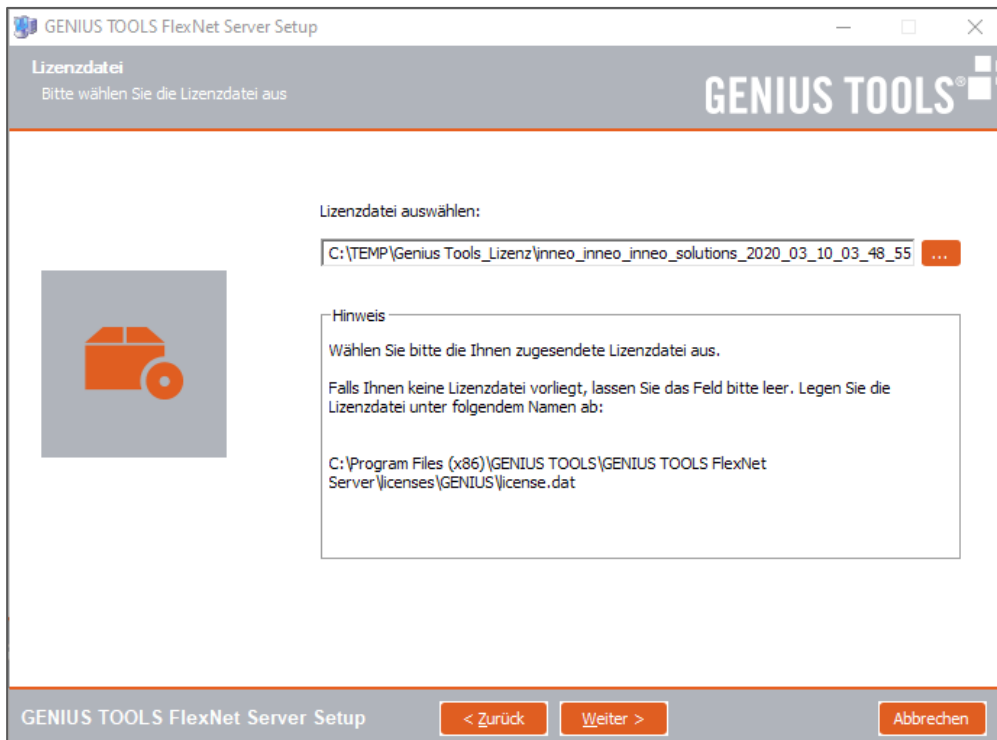 GENIUS TOOLS FlexNet Server Setup
Lizenzdatei
Bitte wählen Sie die Lizenzdatei aus
GENIUS TOOLS®
Lizenzdatei auswählen:
C:\TEMP\Genius Tools_Lizenz\inneo_inneo_inneo_solutions_2020_03_10_03_48_55
...
Hinweis
Wählen Sie bitte die Ihnen zugesendete Lizenzdatei aus.
Falls Ihnen keine Lizenzdatei vorliegt, lassen Sie das Feld bitte leer. Legen Sie die
Lizenzdatei unter folgendem Namen ab:
C:\Program Files (x86)\GENIUS TOOLS\GENIUS TOOLS FlexNet
Server\licenses\GENIUS\license.dat
GENIUS TOOLS FlexNet Server Setup
< Zurück
Weiter >
Abbrechen